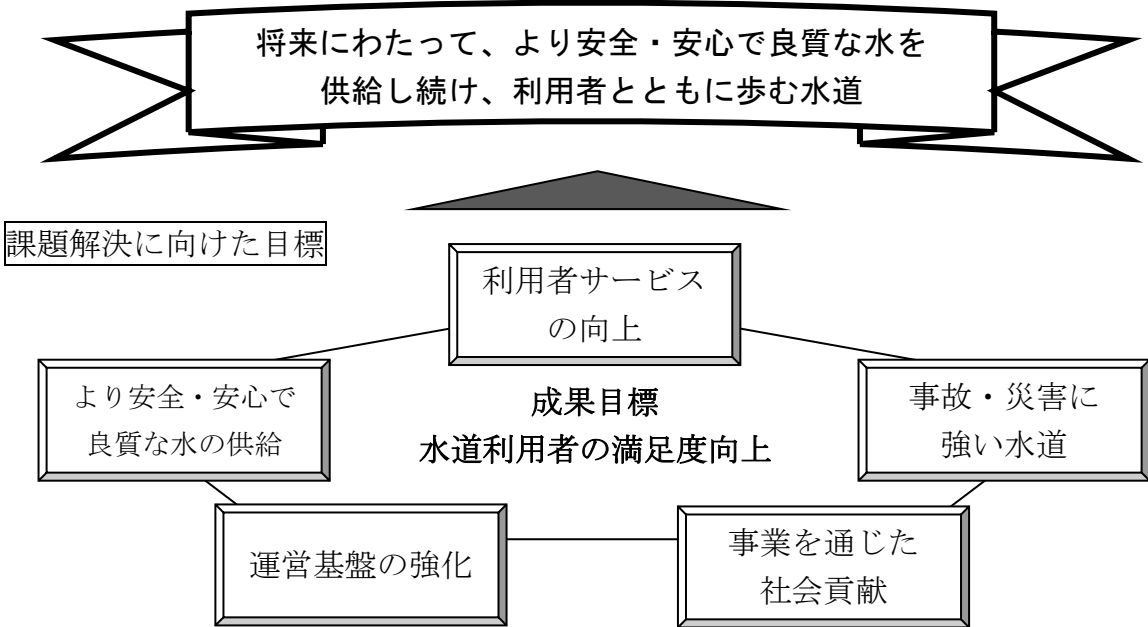 将来にわたって、より安全・安心で良質な水を
供給し続け、利用者とともに歩む水道
課題解決に向けた目標
利用者サービス
の向上
より安全・安心で
良質な水の供給
成果目標
水道利用者の満足度向上
事故・災害に
強い水道
運営基盤の強化
事業を通じた
社会貢献